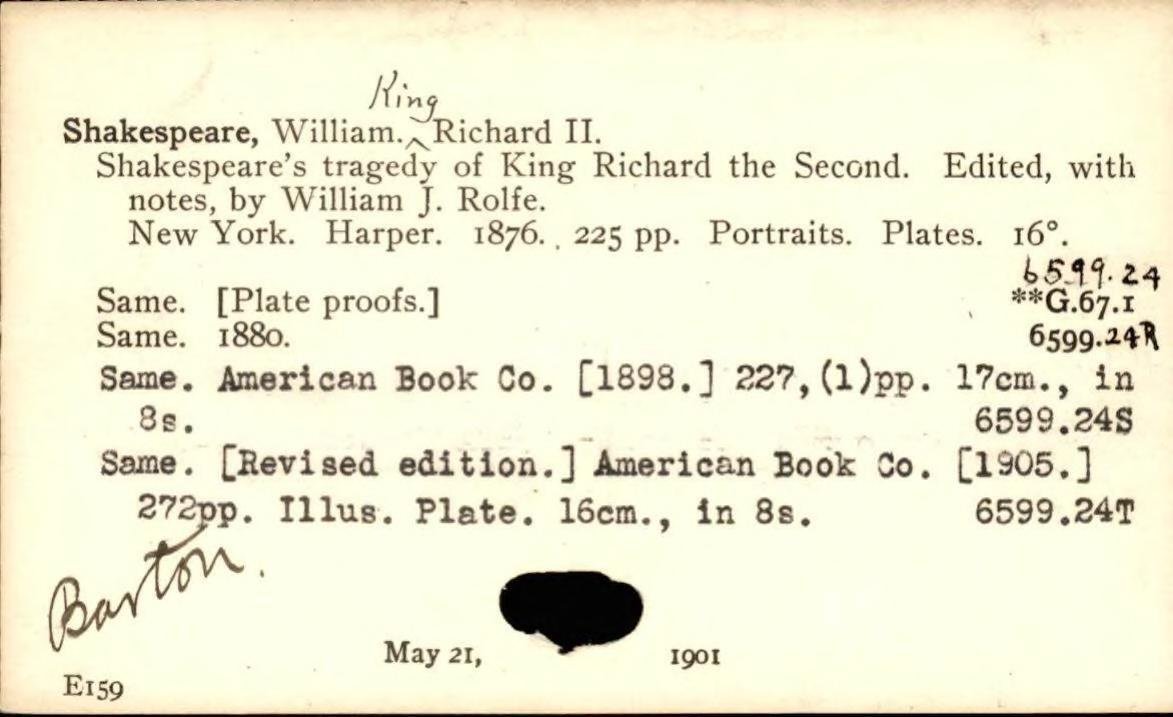 King
Shakespeare, William. ‸ Richard II.
Shakespeare's tragedy of King Richard the Second. Edited, with
notes, by William J. Rolfe.
New York. Harper. 1876. 225 pp. Portraits. Plates. 16°.
6599.24
Same. [Plate proofs.] **G.67.1
Same. 1880. 6599.24R
Same. American Book Co. [1898.] 227,(1)pp. 17cm., in
8s. 6599.24S
Same. [Revised edition.] American Book Co. [1905.]
272pp. Illus. Plate. 16cm., in 8s. 6599.24T
Barton.
May 21, 1901
E159